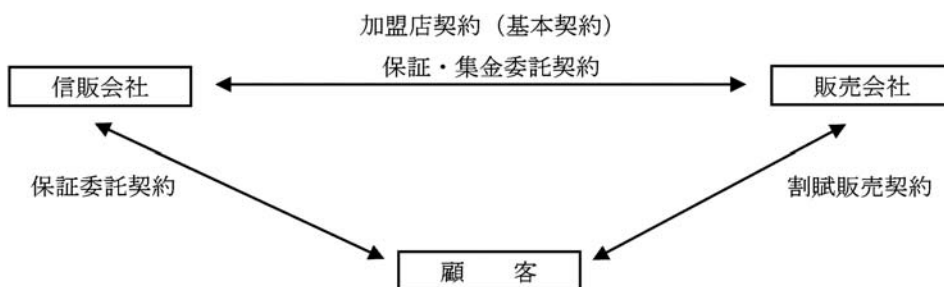 加盟店契約（基本契約）
保証・集金委託契約
信販会社
販売会社
保証委託契約
割賦販売契約
顧　　客